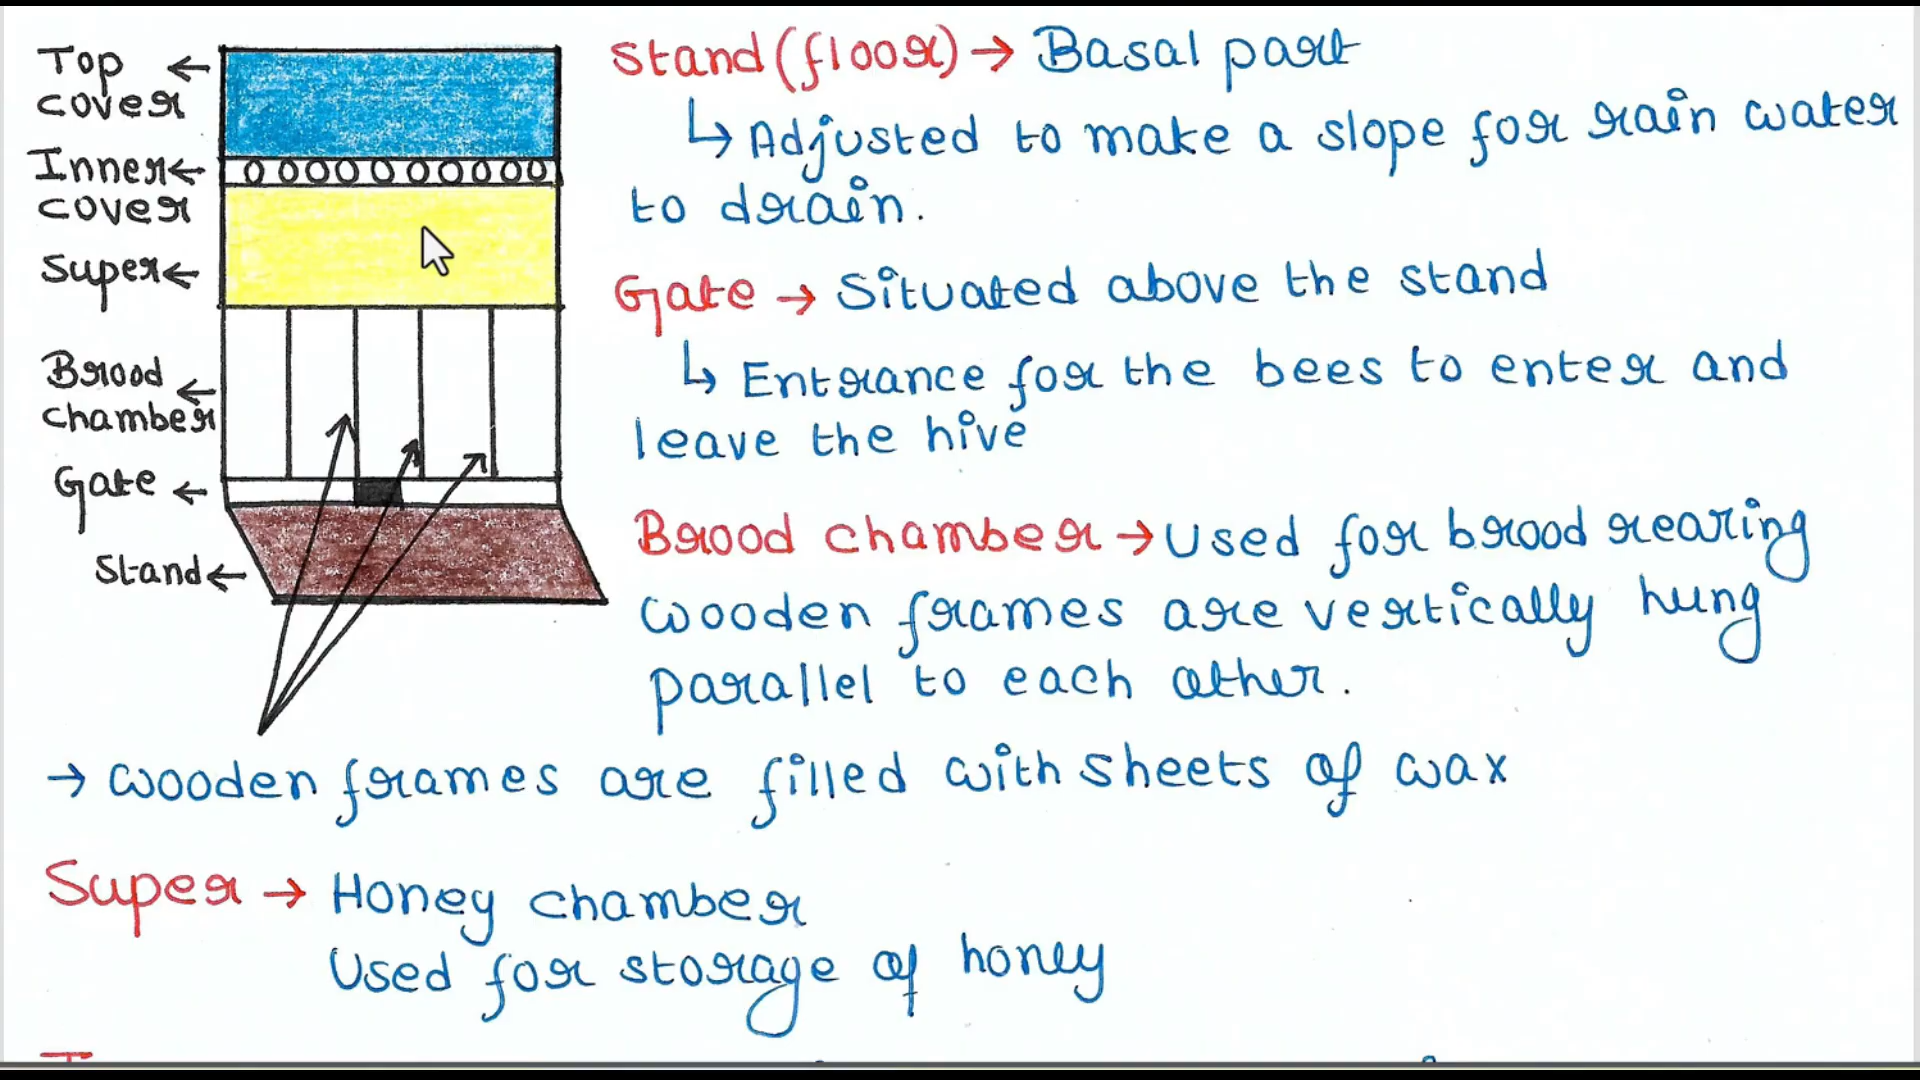 Top
cover
Inner
cover
Super
Brood
chamber
Gate
Stand
Stand (floor) → Basal part
↳ Adjusted to make a slope for rain water
to drain.
Gate → Situated above the stand
↳ Entrance for the bees to enter and
leave the hive
Brood chamber → Used for brood rearing
wooden frames are vertically hung
parallel to each other.
→ wooden frames are filled with sheets of wax
Super → Honey chamber
Used for storage of honey